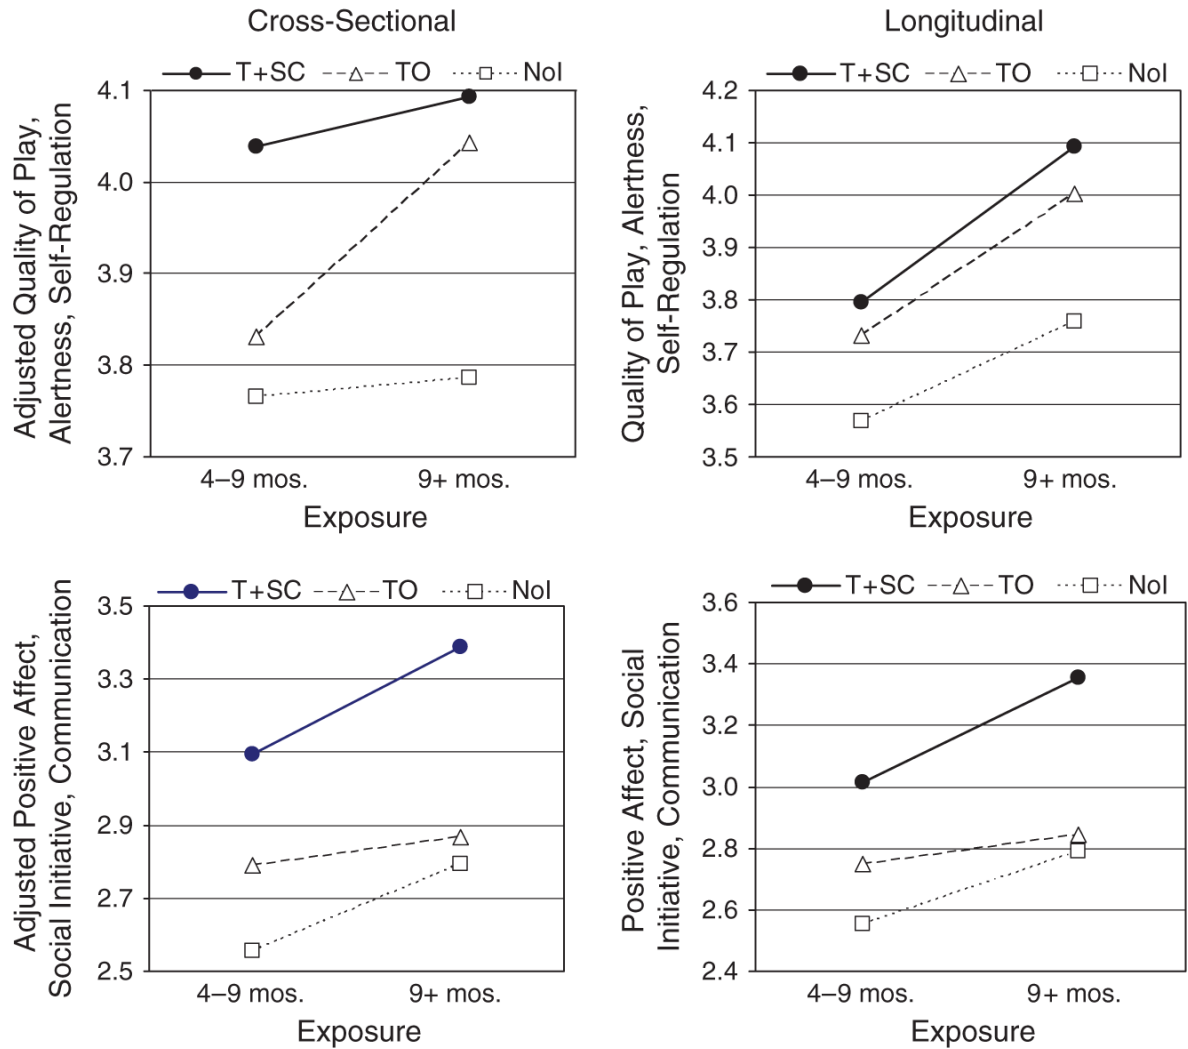 Cross-Sectional
T+SC TO NoI
Adjusted Quality of Play,
Alertness, Self-Regulation
4.1
4.0
3.9
3.8
3.7
4–9 mos. 9+ mos.
Exposure
Longitudinal
T+SC TO NoI
Quality of Play, Alertness,
Self-Regulation
4.2
4.1
4.0
3.9
3.8
3.7
3.6
3.5
4–9 mos. 9+ mos.
Exposure
T+SC TO NoI
Adjusted Positive Affect,
Social Initiative, Communication
3.5
3.3
3.1
2.9
2.7
2.5
4–9 mos. 9+ mos.
Exposure
T+SC TO NoI
Positive Affect, Social
Initiative, Communication
3.6
3.4
3.2
3.0
2.8
2.6
2.4
4–9 mos. 9+ mos.
Exposure